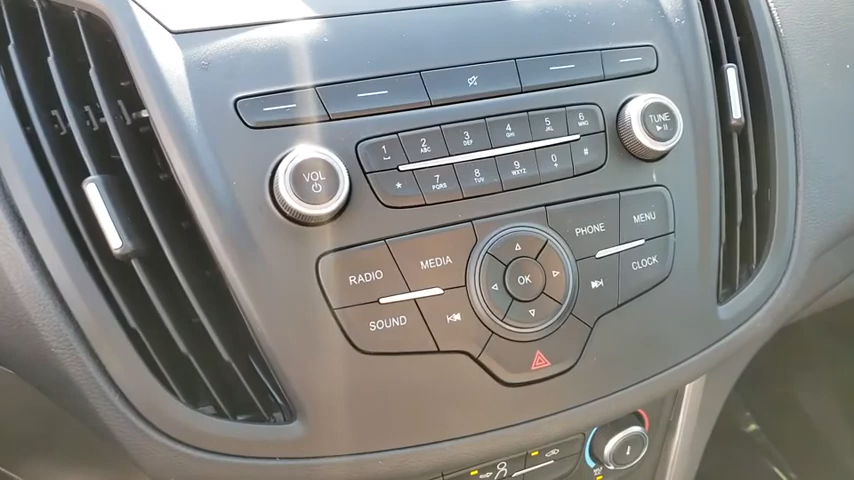 1 2 ABC 3 DEF 4 GHI 5 JKL 6 MNO
TUNE
* 7 PQRS 8 TUV 9 WXYZ 0 + #
VOL
PHONE MENU
RADIO MEDIA OK CLOCK
SOUND